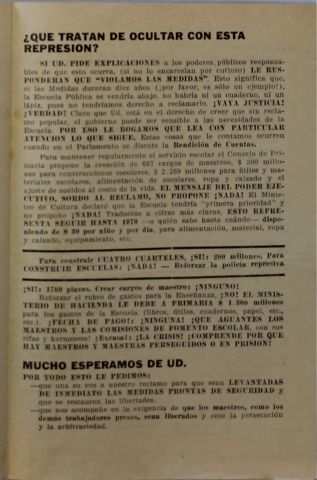 ¿QUE TRATAN DE OCULTAR CON ESTA
REPRESION?
SI UD. PIDE EXPLICACIONES a los poderes públicos responsa-
bles de que esto ocurra, (si no lo encarcelan por curioso) LE RES-
PONDERAN QUE "VIOLAMOS LAS MEDIDAS". Esto significa que,
si las Medidas duraran diez años (¡por favor, es sólo un ejemplo!),
la Escuela Pública se vendría abajo, no habría ni un cuaderno, ni un
lápiz, pues no tendríamos derecho a reclamarlo. ¡VAYA JUSTICIA!
¡VERDAD! Claro que Ud. está en el derecho de creer que sin recla-
mo popular, el gobierno puede ser sensible a las necesidades de la
Escuela. POR ESO LE ROGAMOS QUE LEA CON PARTICULAR
ATENCION LO QUE SIGUE. Estas cosas que le contamos ocurren
cuando en el Parlamento se discute la Rendición de Cuentas.
Para mantener regularmente el servicio escolar el Consejo de Pri-
maria propone la creación de 667 cargos de maestros, $ 300 millo-
nes para construcciones escolares, $ 2.269 millones para útiles y ma-
teriales escolares, alimentación de escolares, ropa y calzado y el
ajuste de sueldos al costo de la vida. EL MENSAJE DEL PODER EJE-
CUTIVO, SORDO AL RECLAMO, NO PROPONE ¡NADA! El Minis-
tro de Cultura declaró que la Escuela tendría "primera prioridad" y
no propone ¡NADA! Traducido a cifras más claras, ESTO REPRE-
SENTA SEGUIR HASTA 1970 —o quién sabe hasta cuándo— dispo-
niendo de $ 30 por niño y por día, para alimentación, material, ropa
y calzado, equipamiento, etc.
Para construir CUATRO CUARTELES, ¡SI!: 200 millones. Para
CONSTRUIR ESCUELAS: ¡NADA! — Reforzar la policía represiva
¡SI!: 1700 plazas. Crear cargos de maestro: ¡NINGUNO!
Reforzar el rubro de gastos para la Enseñanza, ¡NO! EL MINIS-
TERIO DE HACIENDA LE DEBE A PRIMARIA $ 1.300 millones
para los gastos de la Escuela (libros, útiles, cuadernos, papel, etc.,
etc.). ¡FECHA DE PAGO!: ¡NINGUNA! ¡QUE AGUANTEN LOS
MAESTROS Y LAS COMISIONES DE FOMENTO ESCOLAR, con sus
rifas y kermesses! ¡Excusa!: ¡LA CRISIS! ¡COMPRENDE POR QUE
HAY MAESTROS Y MAESTRAS PERSEGUIDOS O EN PRISION!
MUCHO ESPERAMOS DE UD.
POR TODO ESTO LE PEDIMOS:
—que una su voz a nuestro reclamo para que sean LEVANTADAS
DE INMEDIATO LAS MEDIDAS PRONTAS DE SEGURIDAD y
que se restauren las libertades.
—que nos acompañe en la exigencia de que los maestros, como los
demás trabajadores presos, sean liberados y cese la persecución
y la arbitrariedad.